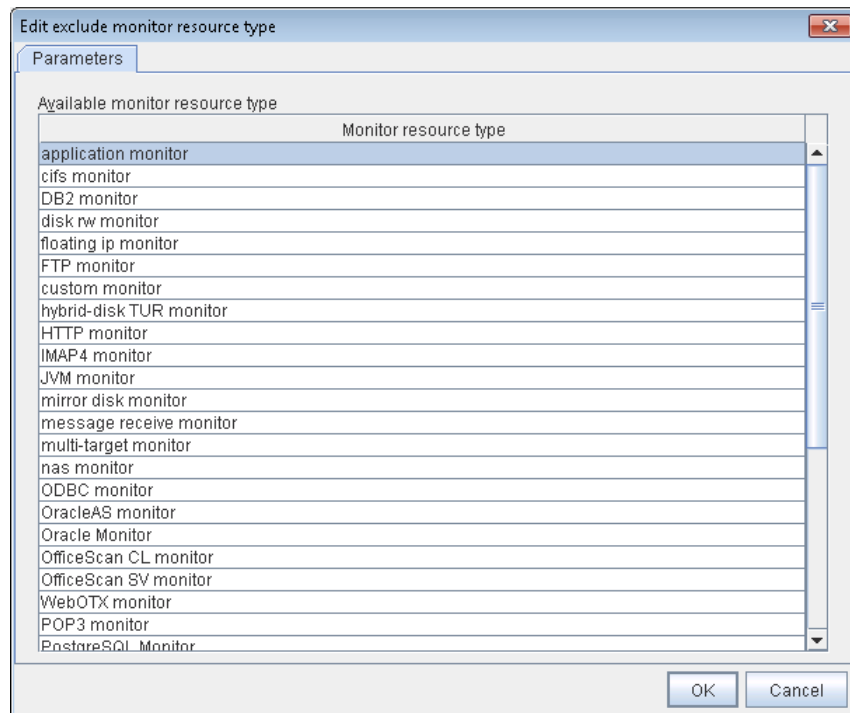 Edit exclude monitor resource type
Parameters
Available monitor resource type
Monitor resource type
application monitor
cifs monitor
DB2 monitor
disk rw monitor
floating ip monitor
FTP monitor
custom monitor
hybrid-disk TUR monitor
HTTP monitor
IMAP4 monitor
JVM monitor
mirror disk monitor
message receive monitor
multi-target monitor
nas monitor
ODBC monitor
OracleAS monitor
Oracle Monitor
OfficeScan CL monitor
OfficeScan SV monitor
WebOTX monitor
POP3 monitor
PostgreSQL Monitor
OK Cancel